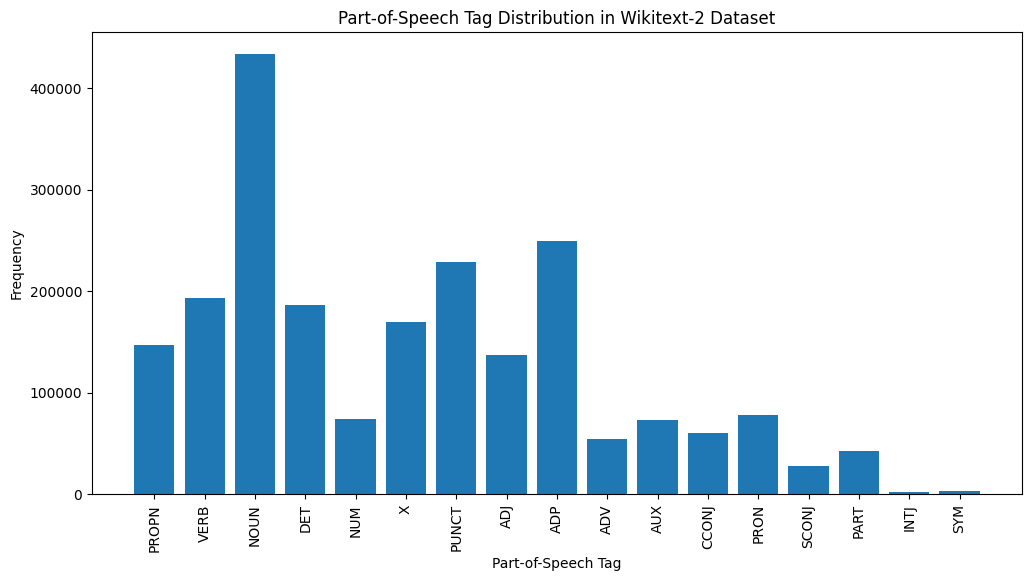 Part-of-Speech Tag Distribution in Wikitext-2 Dataset
Frequency
400000
300000
200000
100000
0
PROPN
VERB
NOUN
DET
NUM
X
PUNCT
ADJ
ADP
ADV
AUX
CCONJ
PRON
SCONJ
PART
INTJ
SYM
Part-of-Speech Tag